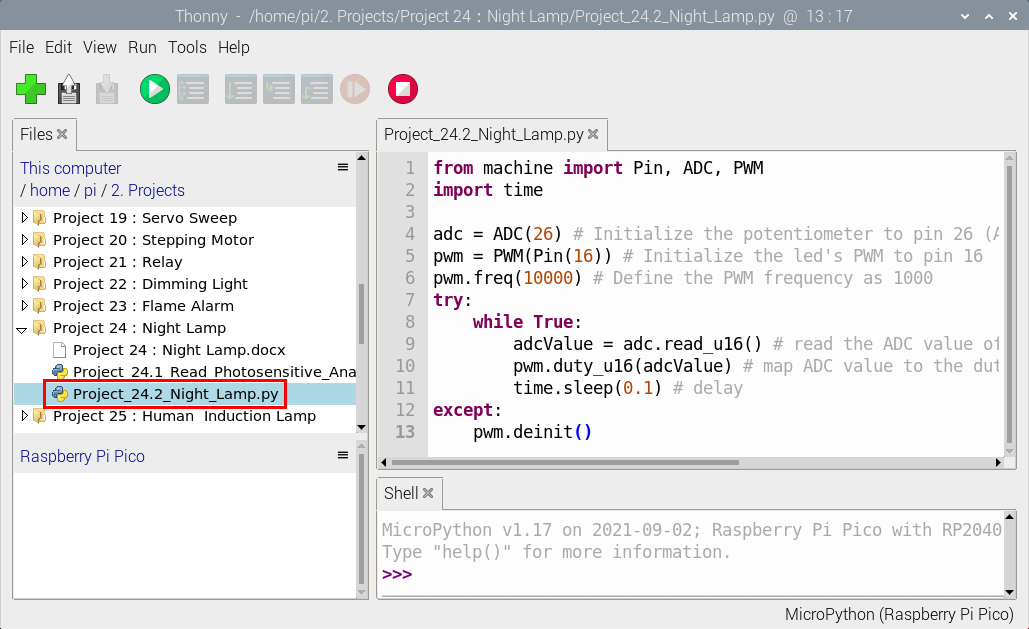 Thonny - /home/pi/2. Projects/Project 24 : Night Lamp/Project_24.2_Night_Lamp.py @ 13 : 17
File Edit View Run Tools Help
Files
This computer
/ home / pi / 2. Projects
Project 19 : Servo Sweep
Project 20 : Stepping Motor
Project 21 : Relay
Project 22 : Dimming Light
Project 23 : Flame Alarm
Project 24 : Night Lamp
Project 24 : Night Lamp.docx
Project_24.1_Read_Photosensitive_Ana
Project_24.2_Night_Lamp.py
Project 25 : Human Induction Lamp
Raspberry Pi Pico
Project_24.2_Night_Lamp.py
1 from machine import Pin, ADC, PWM
2 import time
3
4 adc = ADC(26) # Initialize the potentiometer to pin 26 (A
5 pwm = PWM(Pin(16)) # Initialize the led's PWM to pin 16
6 pwm.freq(10000) # Define the PWM frequency as 1000
7 try:
8 while True:
9 adcValue = adc.read_u16() # read the ADC value of
10 pwm.duty_u16(adcValue) # map ADC value to the dut
11 time.sleep(0.1) # delay
12 except:
13 pwm.deinit()
Shell
MicroPython v1.17 on 2021-09-02; Raspberry Pi Pico with RP2040
Type "help()" for more information.
>>>
MicroPython (Raspberry Pi Pico)